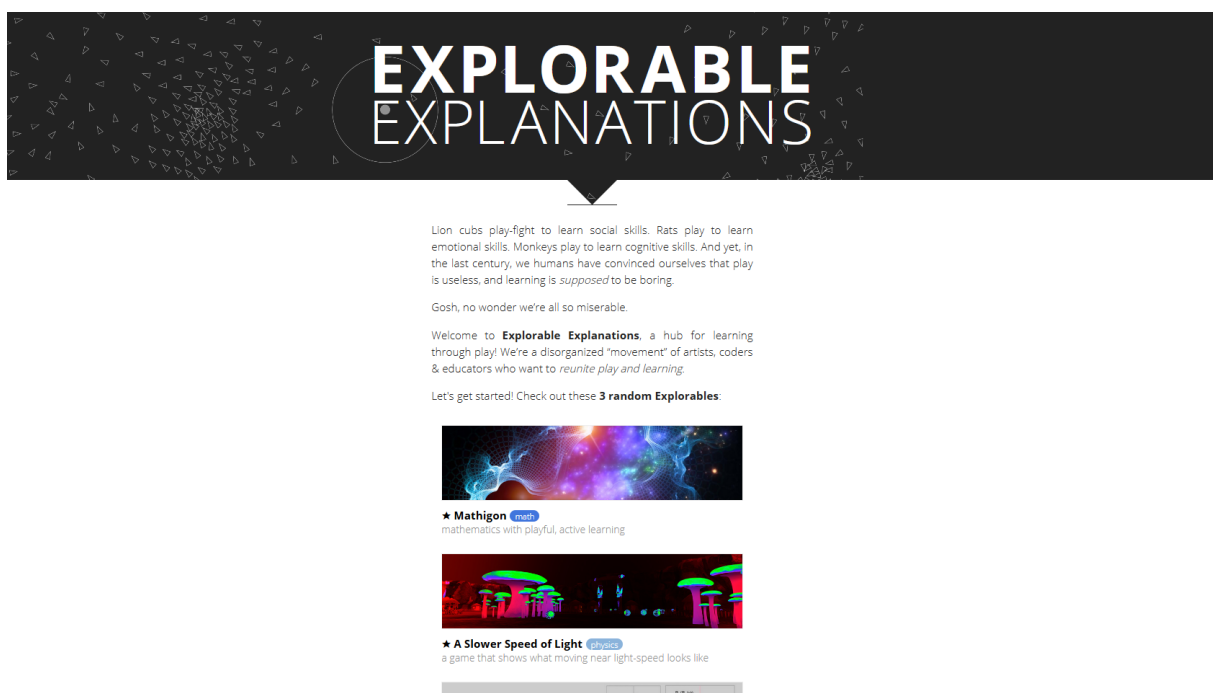 EXPLORABLE
EXPLANATIONS
Lion cubs play-fight to learn social skills. Rats play to learn
emotional skills. Monkeys play to learn cognitive skills. And yet, in
the last century, we humans have convinced ourselves that play
is useless, and learning is supposed to be boring.
Gosh, no wonder we’re all so miserable.
Welcome to Explorable Explanations, a hub for learning
through play! We’re a disorganized “movement” of artists, coders
& educators who want to reunite play and learning.
Let's get started! Check out these 3 random Explorables:
★ Mathigon math
mathematics with playful, active learning
★ A Slower Speed of Light physics
a game that shows what moving near light-speed looks like